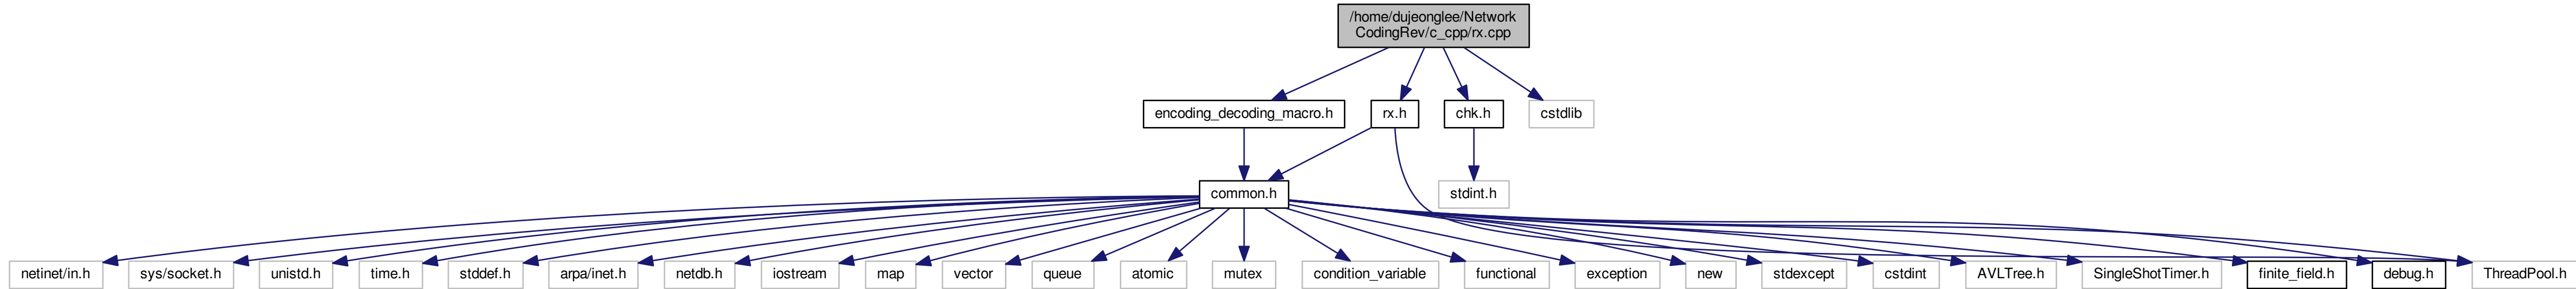 /home/dujeonglee/Network
CodingRev/c_cpp/rx.cpp
encoding_decoding_macro.h
rx.h
chk.h
cstdlib
common.h
stdint.h
netinet/in.h
sys/socket.h
unistd.h
time.h
stddef.h
arpa/inet.h
netdb.h
iostream
map
vector
queue
atomic
mutex
condition_variable
functional
exception
new
stdexcept
cstdint
AVLTree.h
SingleShotTimer.h
finite_field.h
debug.h
ThreadPool.h